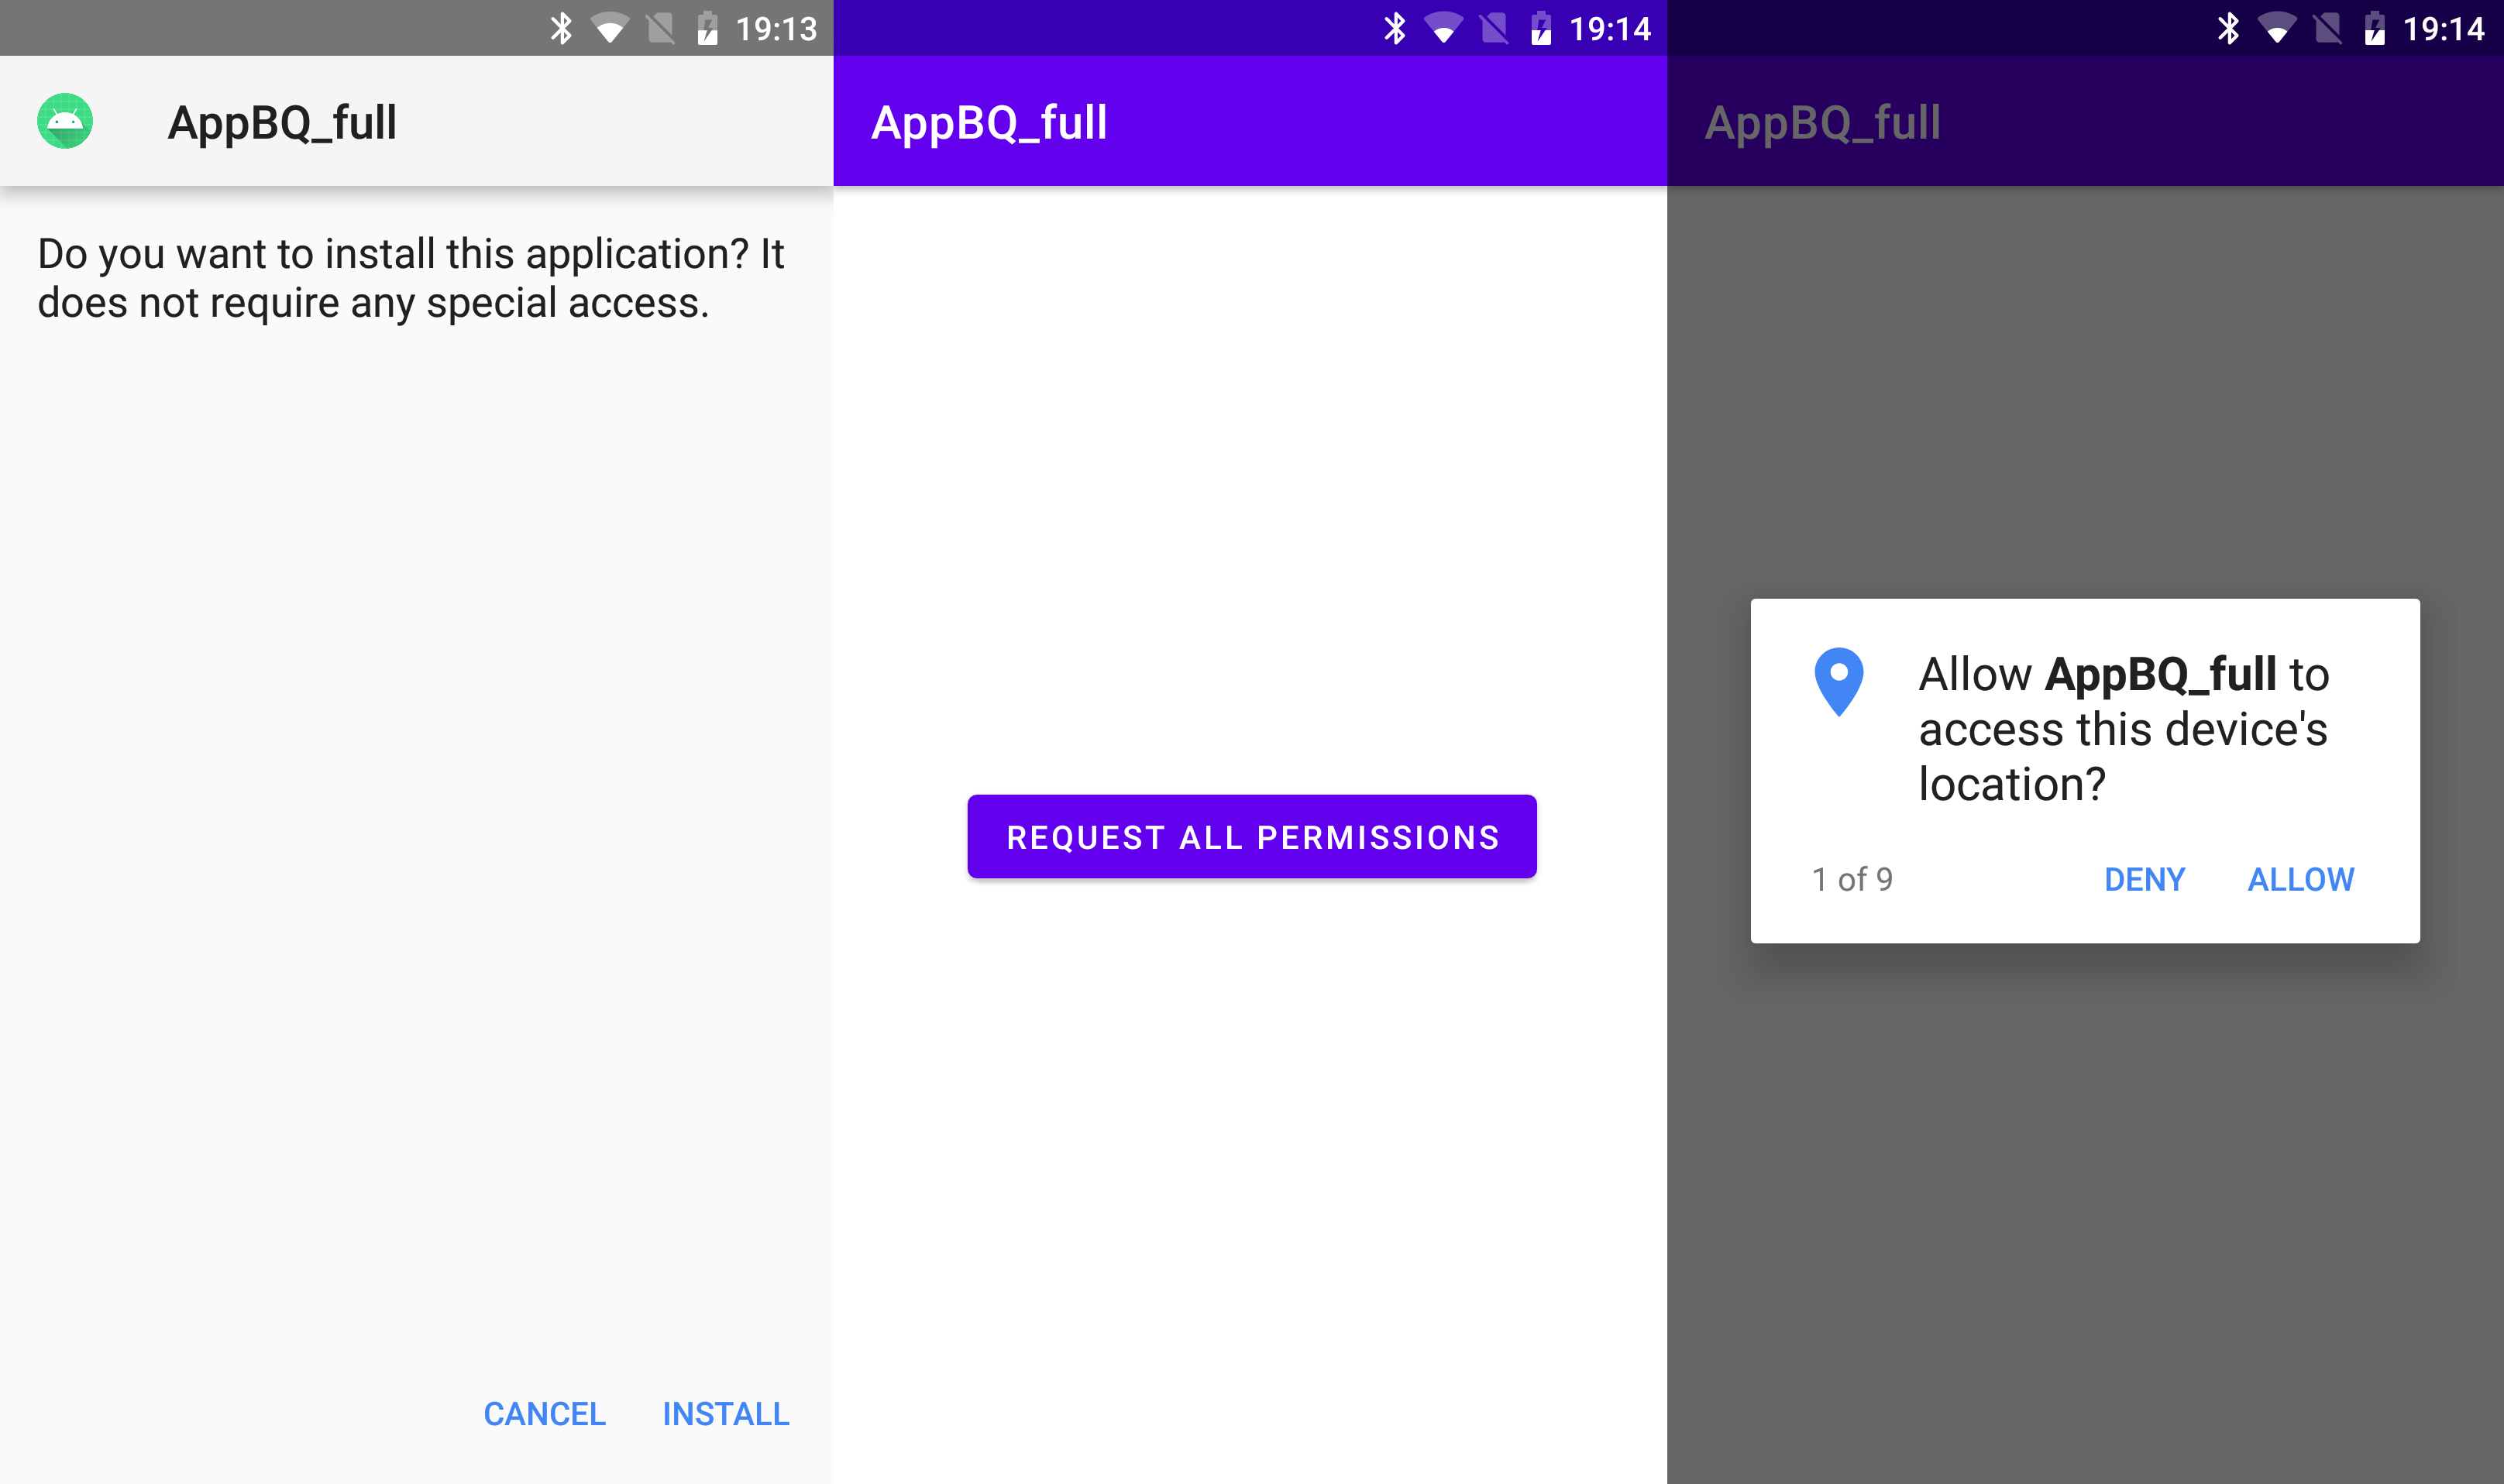 19:13
AppBQ_full
Do you want to install this application? It
does not require any special access.
CANCEL INSTALL
19:14
AppBQ_full
REQUEST ALL PERMISSIONS
19:14
AppBQ_full
Allow AppBQ_full to
access this device's
location?
1 of 9 DENY ALLOW